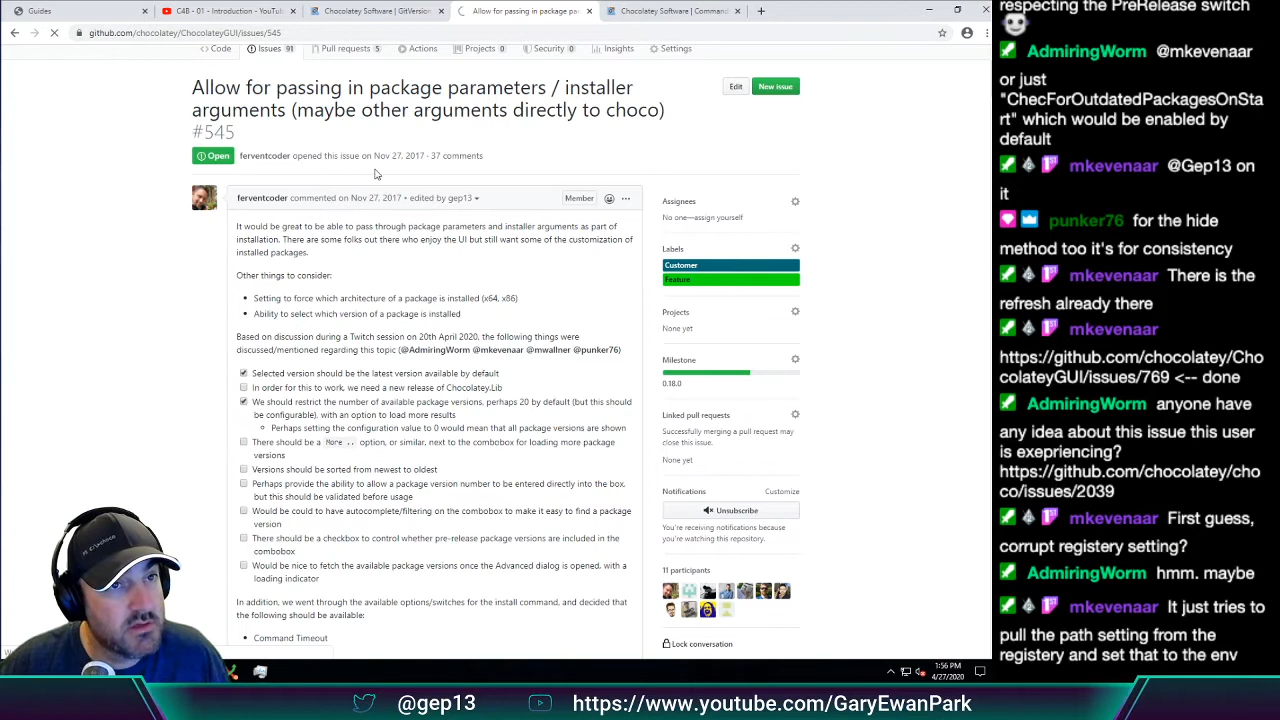 Guides
C4B - 01 - Introduction - YouTu
Chocolatey Software | GitVersion
Allow for passing in package par
Chocolatey Software | Command
github.com/chocolatey/ChocolateyGUI/issues/545
Code
Issues 91
Pull requests 5
Actions
Projects 0
Security 0
Insights
Settings
Allow for passing in package parameters / installer
arguments (maybe other arguments directly to choco)
#545
Edit
New issue
Open
ferventcoder opened this issue on Nov 27, 2017 · 37 comments
ferventcoder commented on Nov 27, 2017 • edited by gep13
Member
It would be great to be able to pass through package parameters and installer arguments as part of
installation. There are some folks out there who enjoy the UI but still want some of the customization of
installed packages.
Other things to consider:
• Setting to force which architecture of a package is installed (x64, x86)
• Ability to select which version of a package is installed
Based on discussion during a Twitch session on 20th April 2020, the following things were
discussed/mentioned regarding this topic (@AdmiringWorm @mkevenaar @mwallner @punker76)
Selected version should be the latest version available by default
In order for this to work, we need a new release of Chocolatey.Lib
We should restrict the number of available package versions, perhaps 20 by default (but this should
be configurable), with an option to load more results
Perhaps setting the configuration value to 0 would mean that all package versions are shown
There should be a More .. option, or similar, next to the combobox for loading more package
versions
Versions should be sorted from newest to oldest
Perhaps provide the ability to allow a package version number to be entered directly into the box,
but this should be validated before usage
Would be could to have autocomplete/filtering on the combobox to make it easy to find a package
version
There should be a checkbox to control whether pre-release package versions are included in the
combobox
Would be nice to fetch the available package versions once the Advanced dialog is opened, with a
loading indicator
In addition, we went through the available options/switches for the install command, and decided that
the following should be available:
• Command Timeout
Assignees
No one—assign yourself
Labels
Customer
Feature
Projects
None yet
Milestone
0.18.0
Linked pull requests
Successfully merging a pull request may
close this issue.
None yet
Notifications
Customize
Unsubscribe
You're receiving notifications because
you're watching this repository.
11 participants
Lock conversation
1:56 PM
4/27/2020
respecting the PreRelease switch
AdmiringWorm @mkevenaar
or just
"ChecForOutdatedPackagesOnSta
rt" which would be enabled by
default
mkevenaar @Gep13 on
it
punker76 for the hide
method too it's for consistency
mkevenaar There is the
refresh already there
mkevenaar
https://github.com/chocolatey/Cho
colateyGUI/issues/769 <-- done
AdmiringWorm anyone have
any idea about this issue this user
is exepriencing?
https://github.com/chocolatey/cho
co/issues/2039
mkevenaar First guess,
corrupt registery setting?
AdmiringWorm hmm. maybe
mkevenaar It just tries to
pull the path setting from the
registery and set that to the env
@gep13
https://www.youtube.com/GaryEwanPark